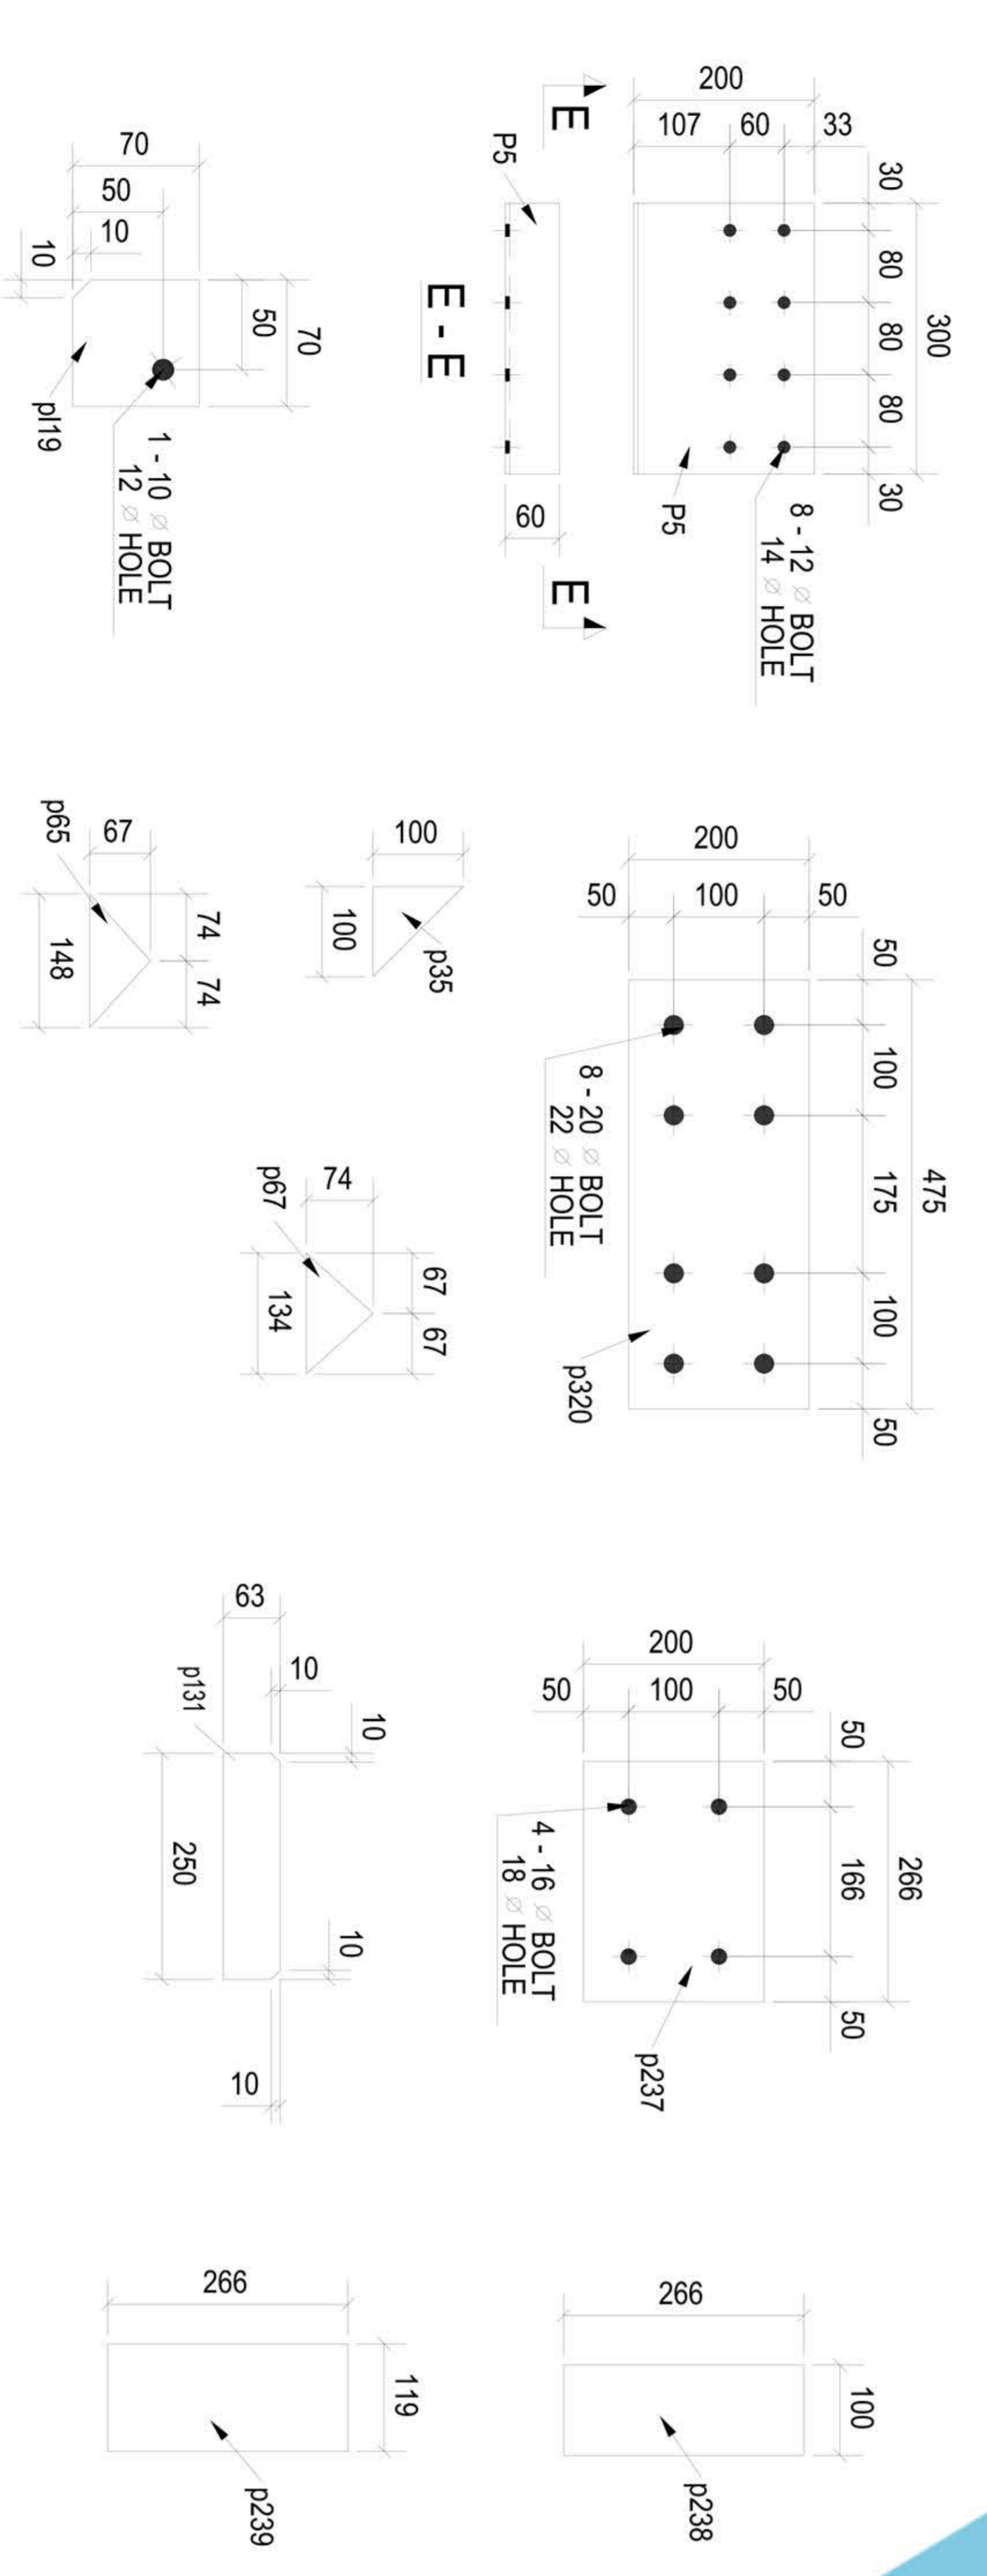 200
107
60
33
30
80
80
80
30
300
E
E
P5
8 - 12 ⌀ BOLT
14 ⌀ HOLE
P5
60
E - E
70
50
10
10
50
70
pl19
1 - 10 ⌀ BOLT
12 ⌀ HOLE
200
50
100
50
50
100
175
100
50
475
8 - 20 ⌀ BOLT
22 ⌀ HOLE
p320
100
100
p35
p65
67
74
74
148
p67
74
67
67
134
200
50
100
50
50
166
50
266
4 - 16 ⌀ BOLT
18 ⌀ HOLE
p237
63
10
10
10
10
250
p131
266
100
p238
266
119
p239